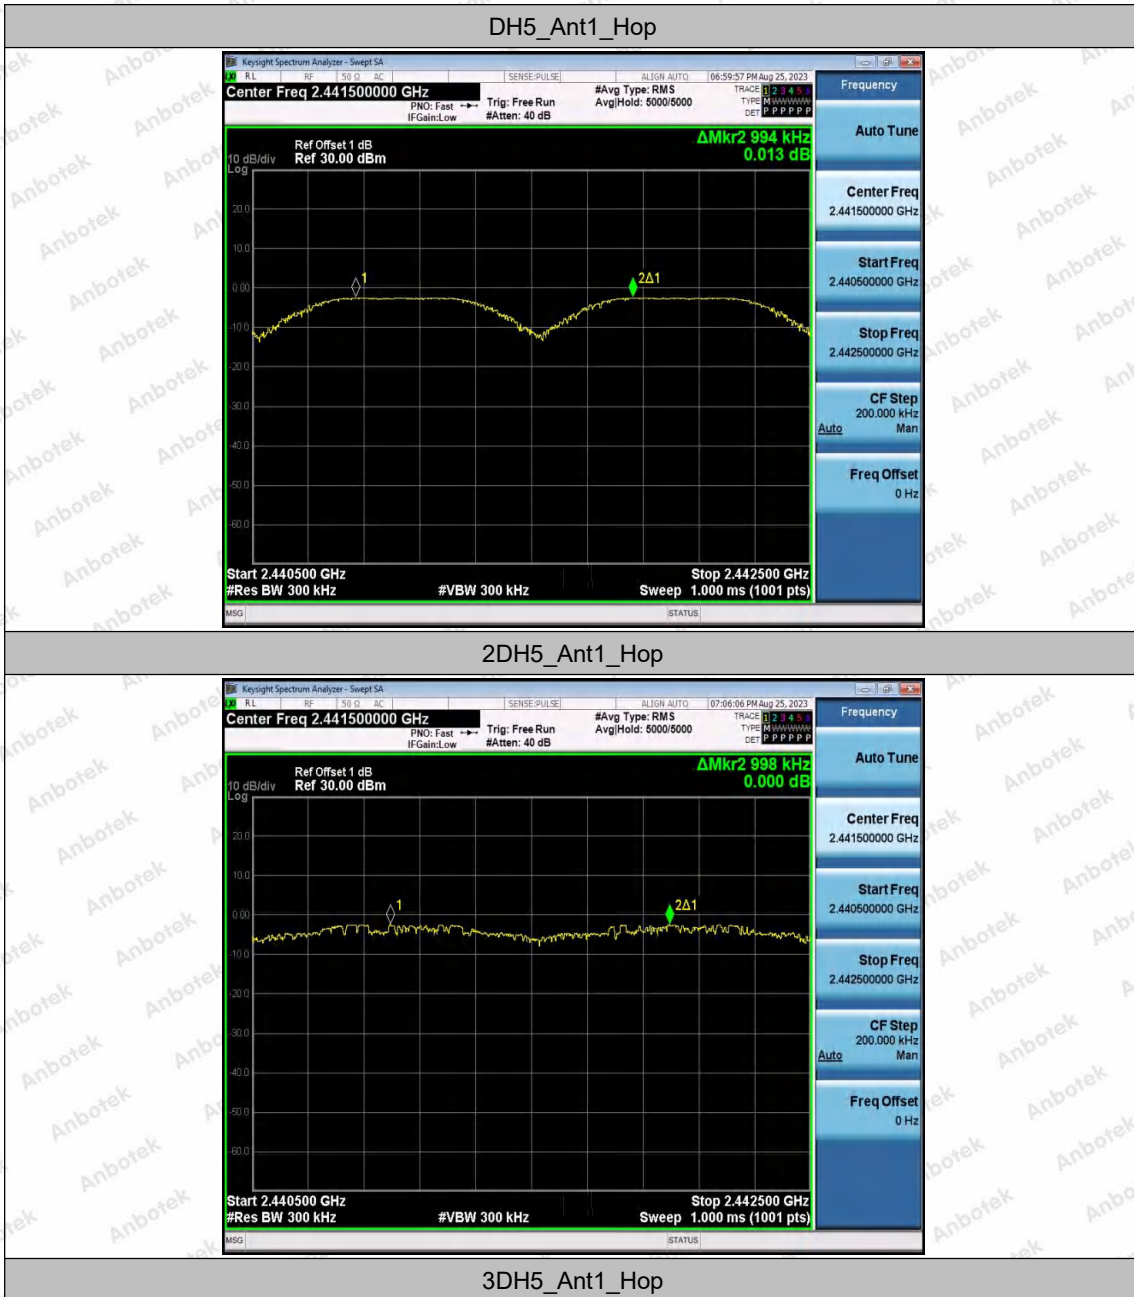 DH5_Ant1_Hop
Keysight Spectrum Analyzer - Swept SA
RL RF 50 Ω AC SENSE:PULSE ALIGN AUTO 06:59:57 PM Aug 25, 2023
Center Freq 2.441500000 GHz
PNO: Fast
IFGain:Low
Trig: Free Run
#Atten: 40 dB
#Avg Type: RMS
Avg|Hold: 5000/5000
TRACE 1 2 3 4 5 6
TYPE M WWWWW
DET P P P P P P
Ref Offset 1 dB
Ref 30.00 dBm
10 dB/div
Log
ΔMkr2 994 kHz
0.013 dB
20.0
10.0
0.00
-10.0
-20.0
-30.0
-40.0
-50.0
-60.0
1
2Δ1
Start 2.440500 GHz
Stop 2.442500 GHz
#Res BW 300 kHz
#VBW 300 kHz
Sweep 1.000 ms (1001 pts)
MSG
STATUS
Frequency
Auto Tune
Center Freq
2.441500000 GHz
Start Freq
2.440500000 GHz
Stop Freq
2.442500000 GHz
CF Step
200.000 kHz
Auto Man
Freq Offset
0 Hz
2DH5_Ant1_Hop
Keysight Spectrum Analyzer - Swept SA
RL RF 50 Ω AC SENSE:PULSE ALIGN AUTO 07:06:06 PM Aug 25, 2023
Center Freq 2.441500000 GHz
PNO: Fast
IFGain:Low
Trig: Free Run
#Atten: 40 dB
#Avg Type: RMS
Avg|Hold: 5000/5000
TRACE 1 2 3 4 5 6
TYPE M WWWWW
DET P P P P P P
Ref Offset 1 dB
Ref 30.00 dBm
10 dB/div
Log
ΔMkr2 998 kHz
0.000 dB
20.0
10.0
0.00
-10.0
-20.0
-30.0
-40.0
-50.0
-60.0
1
2Δ1
Start 2.440500 GHz
Stop 2.442500 GHz
#Res BW 300 kHz
#VBW 300 kHz
Sweep 1.000 ms (1001 pts)
MSG
STATUS
Frequency
Auto Tune
Center Freq
2.441500000 GHz
Start Freq
2.440500000 GHz
Stop Freq
2.442500000 GHz
CF Step
200.000 kHz
Auto Man
Freq Offset
0 Hz
3DH5_Ant1_Hop
Anbotek